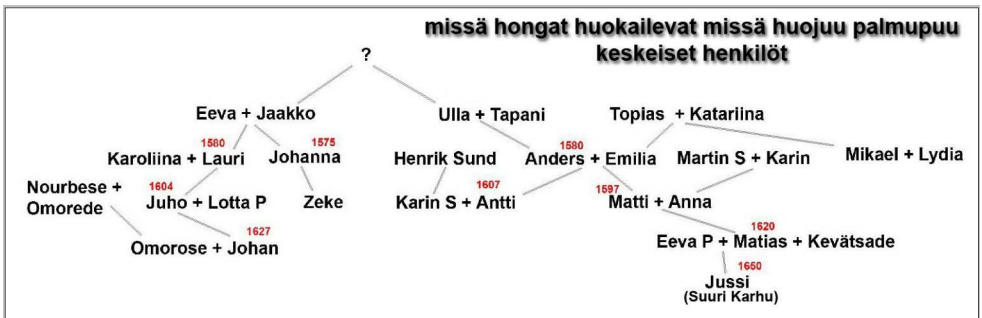 missä hongat huokailevat missä huojuu palmupuu
keskeiset henkilöt
?
Eeva + Jaakko
Ulla + Tapani
Topias + Katariina
1580
1575
1580
Karoliina + Lauri
Johanna
Henrik Sund
Anders + Emilia
Martin S + Karin
Mikael + Lydia
Nourbese +
Omorede
1604
Juho + Lotta P
Zeke
1607
Karin S + Antti
1597
Matti + Anna
1627
Omorose + Johan
1620
Eeva P + Matias + Kevätsade
1650
Jussi
(Suuri Karhu)